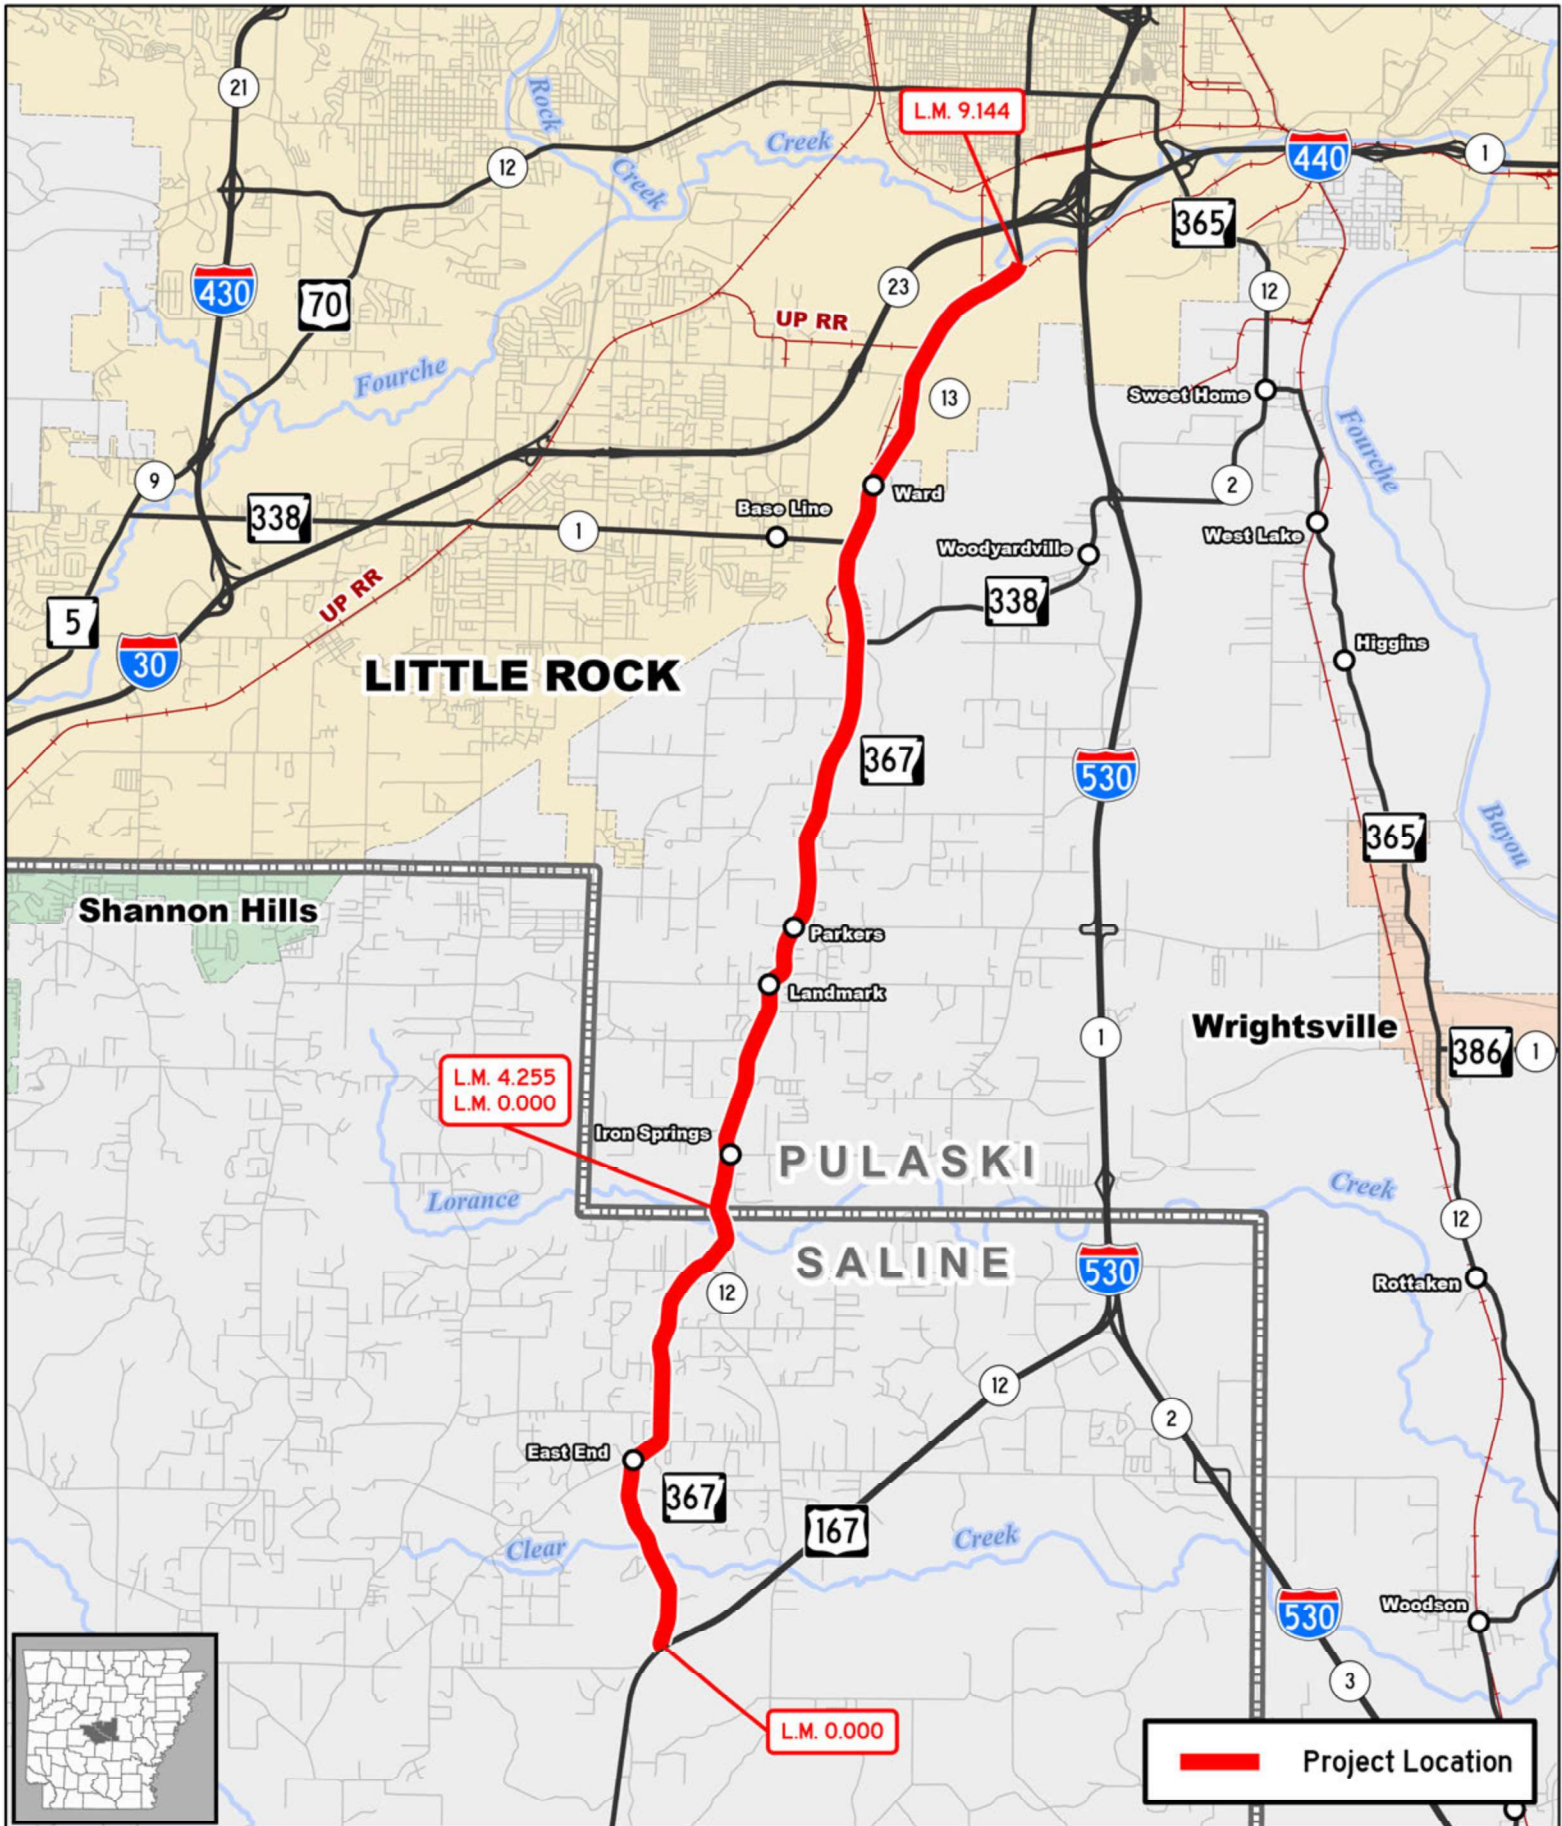 21
Rock
Creek
Creek
L.M. 9.144
12
440
1
365
430
70
23
12
UP RR
Fourche
13
Sweet Home
Fourche
9
2
Ward
338
1
Base Line
West Lake
Woodyardville
338
5
UP RR
30
Higgins
LITTLE ROCK
367
530
365
Bayou
Shannon Hills
Parkers
Landmark
Wrightsville
1
386
1
L.M. 4.255
L.M. 0.000
Iron Springs
PULASKI
Lorance
Creek
12
SALINE
530
Rottaken
12
12
2
East End
367
167
Clear
Creek
530
Woodson
3
L.M. 0.000
Project Location